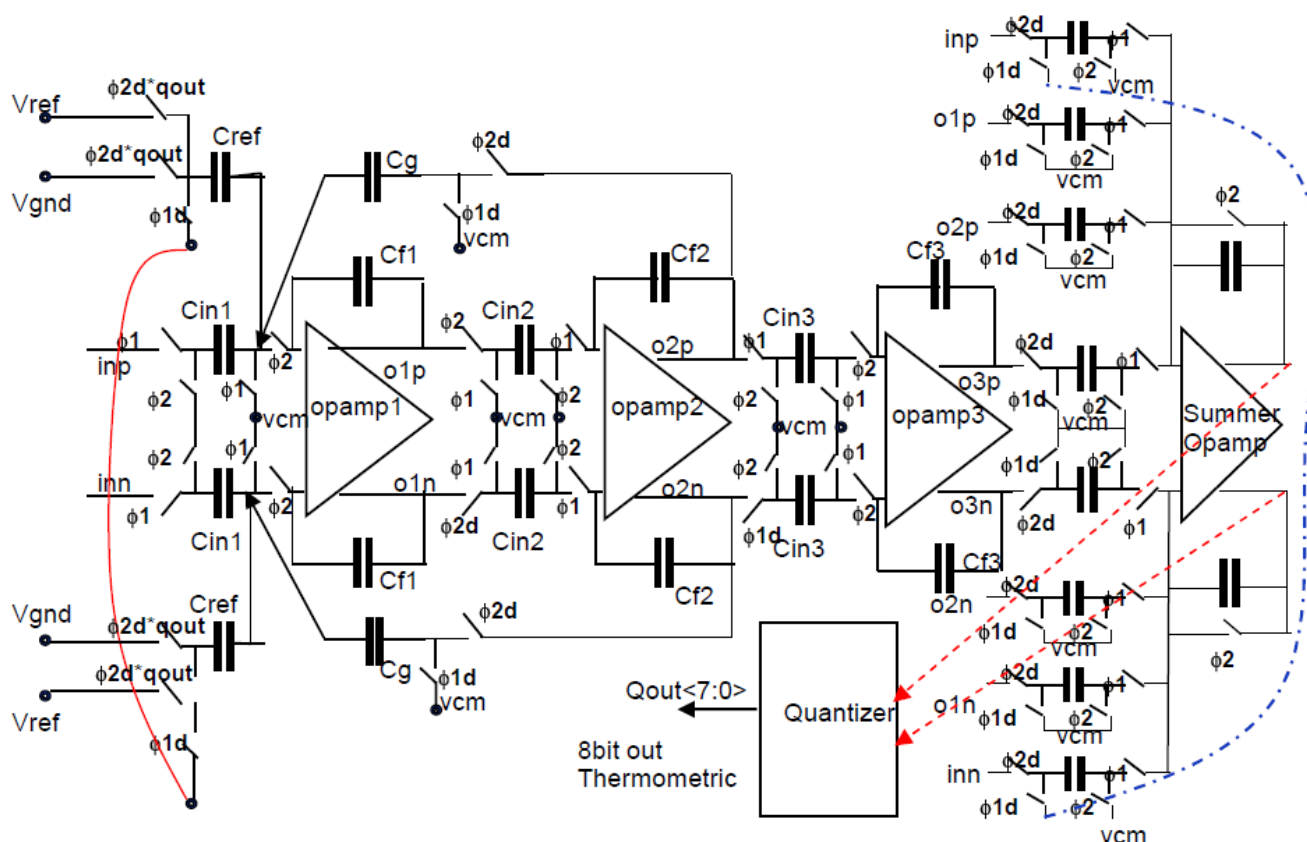 inp
ϕ2d
ϕ1
ϕ1d
ϕ2
vcm
ϕ2d*qout
Vref
Cref
ϕ2d*qout
Vgnd
ϕ1d
Cg
ϕ2d
ϕ1d
vcm
o1p
ϕ2d
ϕ1
ϕ1d
ϕ2
vcm
o2p
ϕ2d
ϕ1
ϕ1d
ϕ2
vcm
ϕ2
Cf1
Cf2
Cf3
Cin1
Cin2
Cin3
ϕ1
inp
ϕ2
ϕ2
ϕ1
o2p
ϕ1
ϕ2
ϕ2d
ϕ1
o1p
o3p
ϕ2
ϕ1
vcm
opamp1
ϕ1
vcm
ϕ2
opamp2
ϕ2
vcm
ϕ1
opamp3
ϕ1d
ϕ2
vcm
Summer
Opamp
ϕ2
ϕ1
ϕ1
ϕ2
ϕ2
ϕ1
ϕ1d
ϕ2
inn
ϕ1
Cin1
ϕ2
o1n
ϕ2d
Cin2
ϕ1
o2n
ϕ1d
Cin3
ϕ2
o3n
ϕ2d
ϕ1
Cf1
Cf2
Cf3
Vgnd
ϕ2d*qout
Cref
ϕ2d*qout
Vref
ϕ1d
Cg
ϕ2d
ϕ1d
vcm
o2n
ϕ2d
ϕ1
ϕ1d
ϕ2
vcm
ϕ2
Qout<7:0>
Quantizer
8bit out
Thermometric
o1n
ϕ2d
ϕ1
ϕ1d
ϕ2
vcm
inn
ϕ2d
ϕ1
ϕ1d
ϕ2
vcm